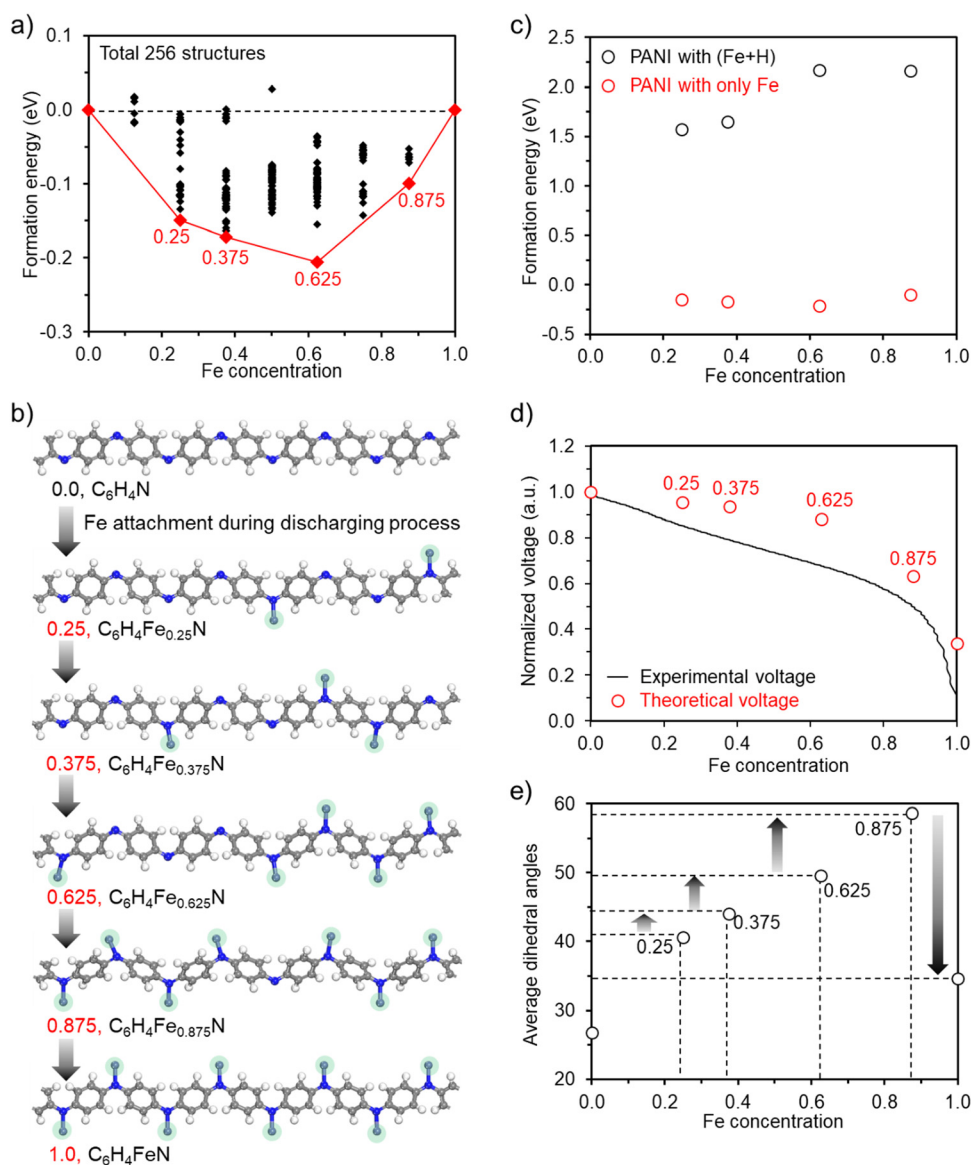 a)
Total 256 structures
Formation energy (eV)
0.1
0.0
-0.1
-0.2
-0.3
0.25
0.375
0.625
0.875
0.0 0.2 0.4 0.6 0.8 1.0
Fe concentration
b)
0.0, C₆H₄N
Fe attachment during discharging process
0.25, C₆H₄Fe₀.₂₅N
0.375, C₆H₄Fe₀.₃₇₅N
0.625, C₆H₄Fe₀.₆₂₅N
0.875, C₆H₄Fe₀.₈₇₅N
1.0, C₆H₄FeN
c)
PANI with (Fe+H)
PANI with only Fe
Formation energy (eV)
2.5
2.0
1.5
1.0
0.5
0.0
-0.5
0.0 0.2 0.4 0.6 0.8 1.0
Fe concentration
d)
Normalized voltage (a.u.)
1.2
1.0
0.8
0.6
0.4
0.2
0.0
0.25
0.375
0.625
0.875
Experimental voltage
Theoretical voltage
0.0 0.2 0.4 0.6 0.8 1.0
Fe concentration
e)
Average dihedral angles
60
50
40
30
20
0.25
0.375
0.625
0.875
0.0 0.2 0.4 0.6 0.8 1.0
Fe concentration